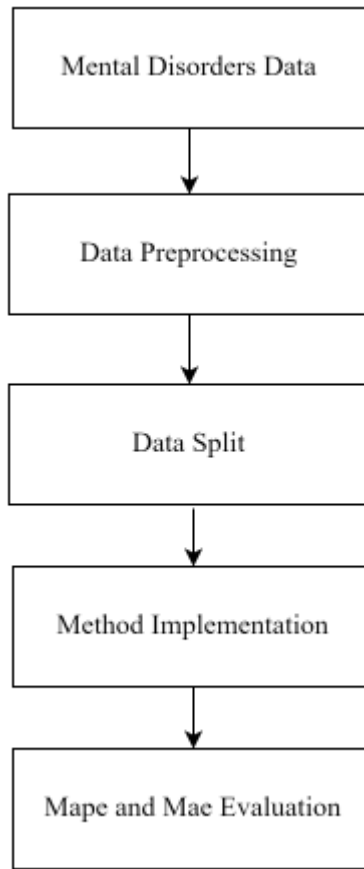 Mental Disorders Data
Data Preprocessing
Data Split
Method Implementation
Mape and Mae Evaluation